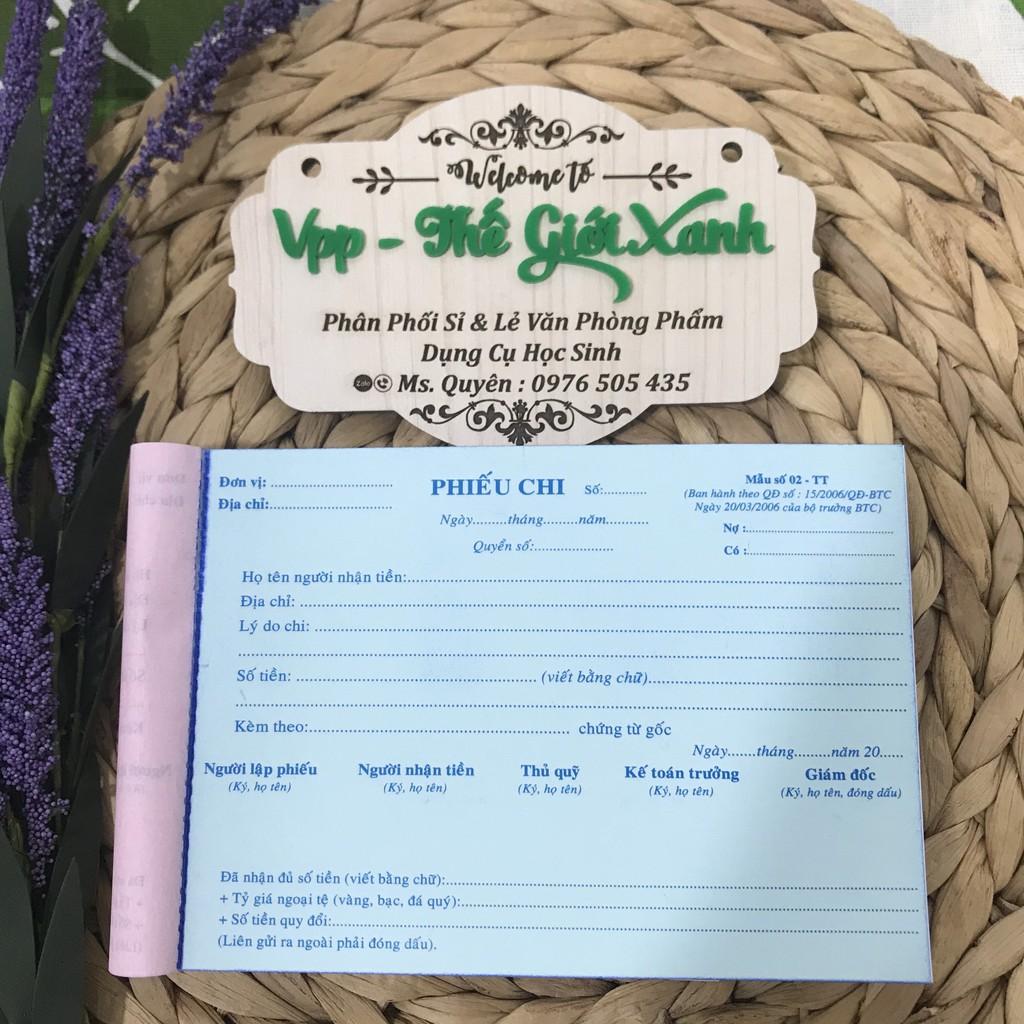 Welcome to
Vpp - Thế Giới Xanh
Phân Phối Sỉ & Lẻ Văn Phòng Phẩm
Dụng Cụ Học Sinh
Zalo Ms. Quyên : 0976 505 435
Đơn vị: ..............................
Địa chỉ:..............................
PHIẾU CHI Số:............
Ngày.........tháng.........năm...........
Quyển số:......................
Mẫu số 02 - TT
(Ban hành theo QĐ số : 15/2006/QĐ-BTC
Ngày 20/03/2006 của bộ trưởng BTC)
Nợ :........................................
Có :........................................
Họ tên người nhận tiền:........................................
Địa chỉ: ........................................
Lý do chi: ........................................
Số tiền: ........................................ (viết bằng chữ)........................................
Kèm theo:........................................ chứng từ gốc
Ngày.......tháng.........năm 20......
Người lập phiếu Người nhận tiền Thủ quỹ Kế toán trưởng Giám đốc
(Ký, họ tên) (Ký, họ tên) (Ký, họ tên) (Ký, họ tên) (Ký, họ tên, đóng dấu)
Đã nhận đủ số tiền (viết bằng chữ):........................................
+ Tỷ giá ngoại tệ (vàng, bạc, đá quý):........................................
+ Số tiền quy đổi:........................................
(Liên gửi ra ngoài phải đóng dấu).